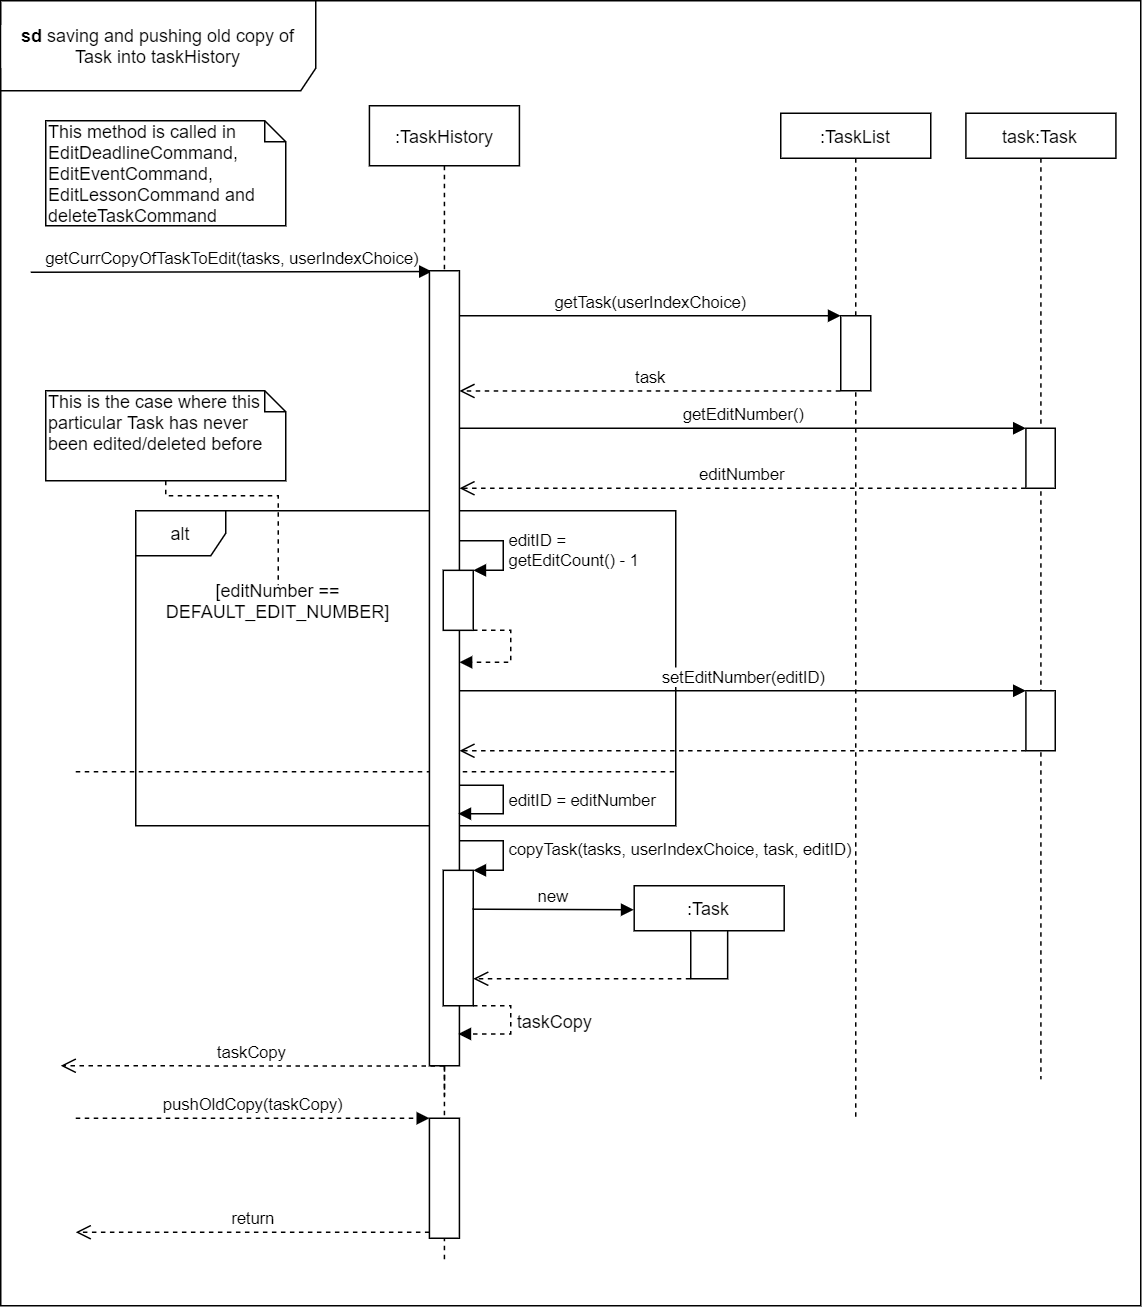 sd saving and pushing old copy of
Task into taskHistory
:TaskHistory
:TaskList
task:Task
This method is called in
EditDeadlineCommand,
EditEventCommand,
EditLessonCommand and
deleteTaskCommand
getCurrCopyOfTaskToEdit(tasks, userIndexChoice)
getTask(userIndexChoice)
task
This is the case where this
particular Task has never
been edited/deleted before
getEditNumber()
editNumber
alt
editID =
getEditCount() - 1
[editNumber ==
DEFAULT_EDIT_NUMBER]
setEditNumber(editID)
editID = editNumber
copyTask(tasks, userIndexChoice, task, editID)
new
:Task
taskCopy
taskCopy
pushOldCopy(taskCopy)
return